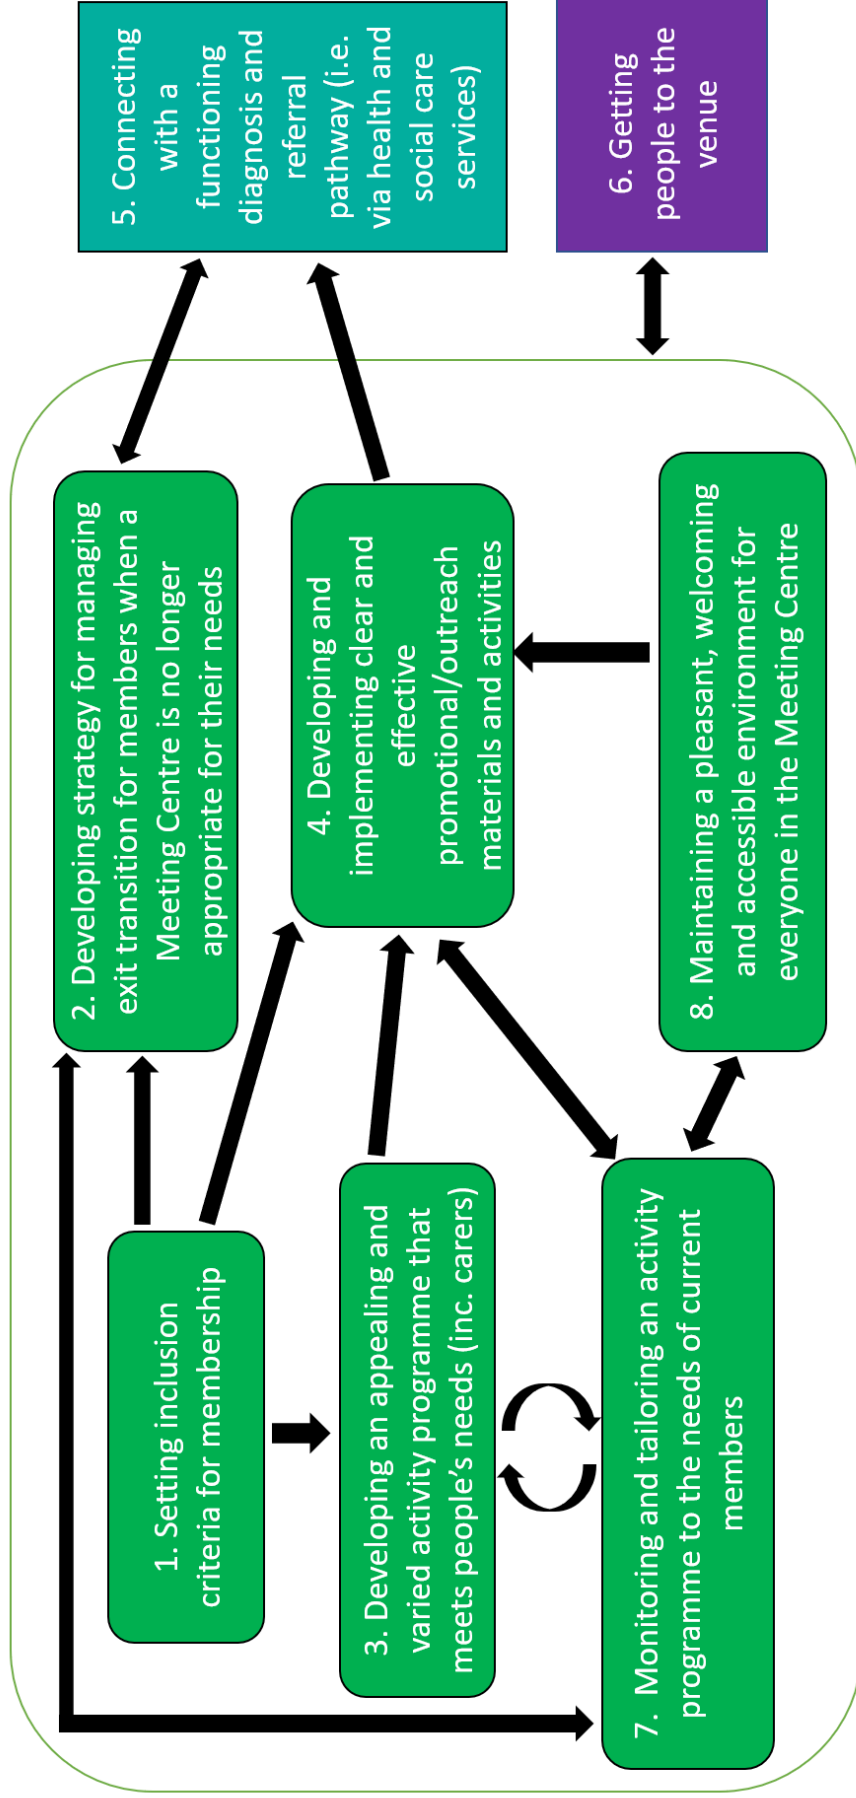 1. Setting inclusion
criteria for membership
2. Developing strategy for managing
exit transition for members when a
Meeting Centre is no longer
appropriate for their needs
3. Developing an appealing and
varied activity programme that
meets people’s needs (inc. carers)
4. Developing and
implementing clear and
effective
promotional/outreach
materials and activities
5. Connecting
with a
functioning
diagnosis and
referral
pathway (i.e.
via health and
social care
services)
6. Getting
people to the
venue
7. Monitoring and tailoring an activity
programme to the needs of current
members
8. Maintaining a pleasant, welcoming
and accessible environment for
everyone in the Meeting Centre